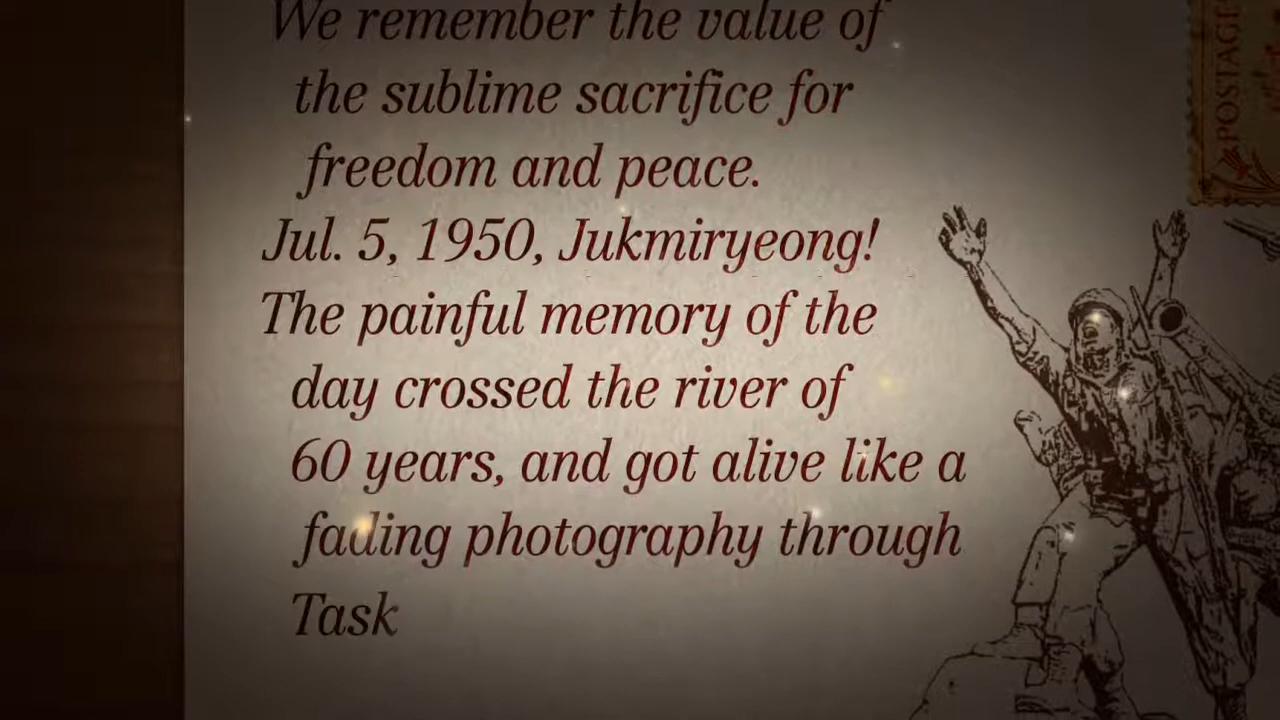 We remember the value of
the sublime sacrifice for
freedom and peace.
Jul. 5, 1950, Jukmiryeong!
The painful memory of the
day crossed the river of
60 years, and got alive like a
fading photography through
Task
POSTAGE